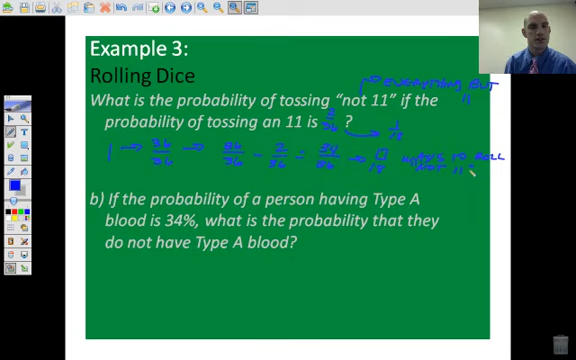 Example 3:
Rolling Dice
→ EVERYTHING BUT 11
What is the probability of tossing “not 11” if the
probability of tossing an 11 is 2/36 ?
→ 1/18
1 → 36/36 → 36/36 - 2/36 = 34/36 → 17/18 WAYS TO ROLL
NOT 11
b) If the probability of a person having Type A
blood is 34%, what is the probability that they
do not have Type A blood?